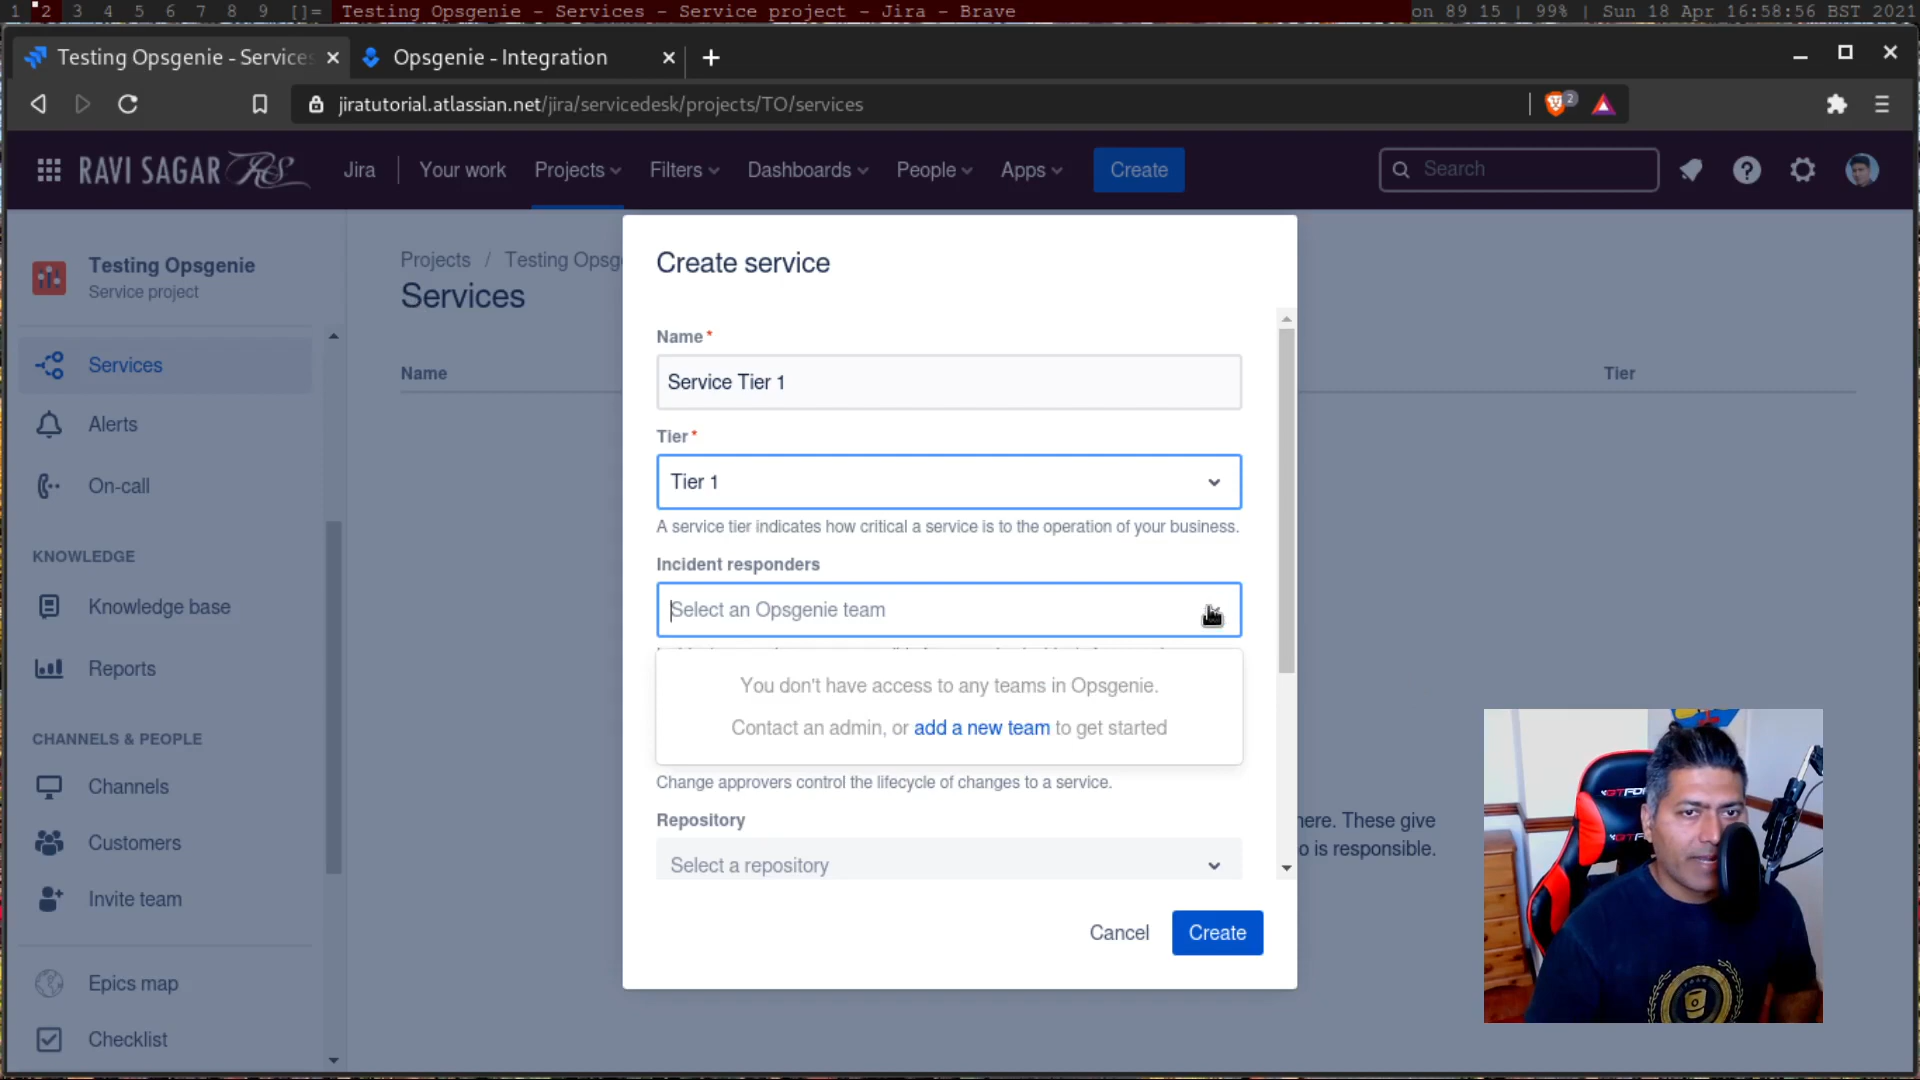 1 2 3 4 5 6 7 8 9 []= Testing Opsgenie - Services - Service project - Jira - Brave on 89 15 | 99% | Sun 18 Apr 16:58:56 BST 2021
Testing Opsgenie - Services
Opsgenie - Integration
jiratutorial.atlassian.net/jira/servicedesk/projects/TO/services
2
RAVI SAGAR RS
Jira
Your work
Projects
Filters
Dashboards
People
Apps
Create
Search
Testing Opsgenie
Service project
Services
Alerts
On-call
KNOWLEDGE
Knowledge base
Reports
CHANNELS & PEOPLE
Channels
Customers
Invite team
Epics map
Checklist
Projects / Testing Opsg
Services
Name
Tier
here. These give
o is responsible.
Create service
Name*
Service Tier 1
Tier*
Tier 1
A service tier indicates how critical a service is to the operation of your business.
Incident responders
Select an Opsgenie team
You don't have access to any teams in Opsgenie.
Contact an admin, or add a new team to get started
Change approvers control the lifecycle of changes to a service.
Repository
Select a repository
Cancel
Create